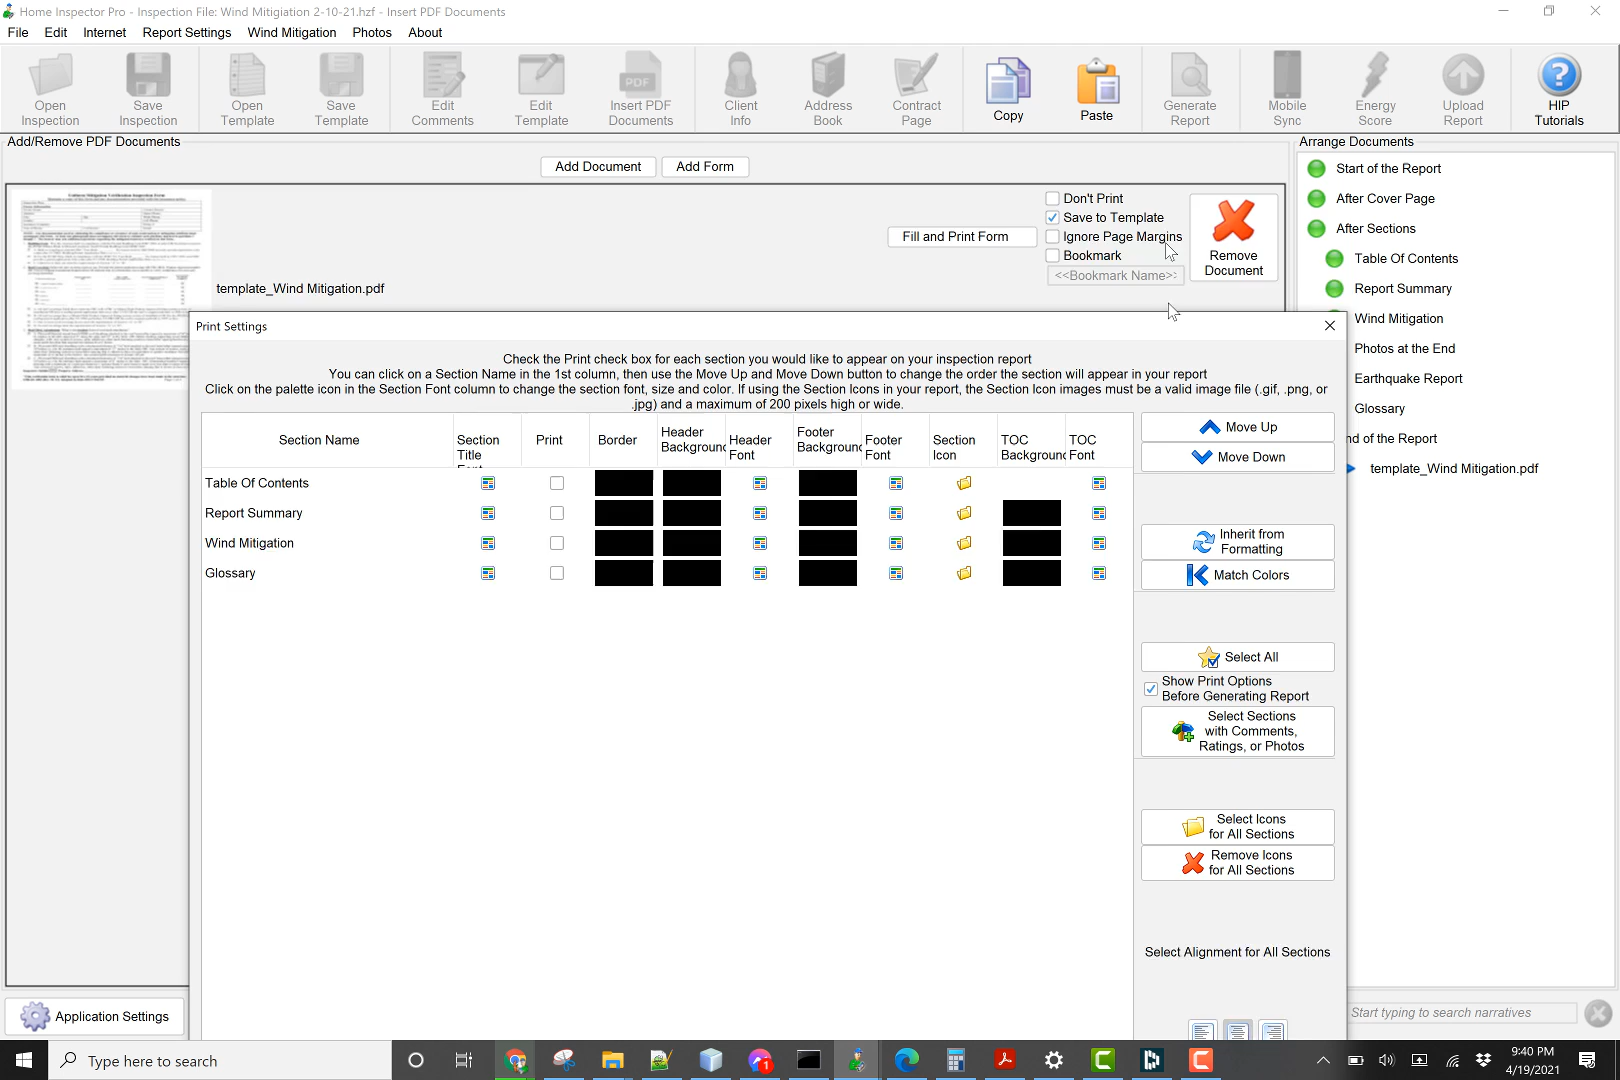 Home Inspector Pro - Inspection File: Wind Mitigiation 2-10-21.hzf - Insert PDF Documents
File Edit Internet Report Settings Wind Mitigation Photos About
Open Inspection
Save Inspection
Open Template
Save Template
Edit Comments
Edit Template
PDF
Insert PDF Documents
Client Info
Address Book
Contract Page
Copy
Paste
Generate Report
Mobile Sync
Energy Score
Upload Report
HIP Tutorials
Add/Remove PDF Documents
Arrange Documents
Add Document
Add Form
Start of the Report
After Cover Page
After Sections
Table Of Contents
Report Summary
Wind Mitigation
Photos at the End
Earthquake Report
Glossary
nd of the Report
template_Wind Mitigation.pdf
template_Wind Mitigation.pdf
Fill and Print Form
Don't Print
Save to Template
Ignore Page Margins
Bookmark
<<Bookmark Name>>
Remove Document
Print Settings
Check the Print check box for each section you would like to appear on your inspection report
You can click on a Section Name in the 1st column, then use the Move Up and Move Down button to change the order the section will appear in your report
Click on the palette icon in the Section Font column to change the section font, size and color. If using the Section Icons in your report, the Section Icon images must be a valid image file (.gif, .png, or
.jpg) and a maximum of 200 pixels high or wide.
Section Name
Section Title Font
Print
Border
Header Background
Header Font
Footer Background
Footer Font
Section Icon
TOC Background
TOC Font
Table Of Contents
Report Summary
Wind Mitigation
Glossary
Move Up
Move Down
Inherit from Formatting
Match Colors
Select All
Show Print Options
Before Generating Report
Select Sections
with Comments,
Ratings, or Photos
Select Icons
for All Sections
Remove Icons
for All Sections
Select Alignment for All Sections
Application Settings
Start typing to search narratives
Type here to search
1
9:40 PM
4/19/2021